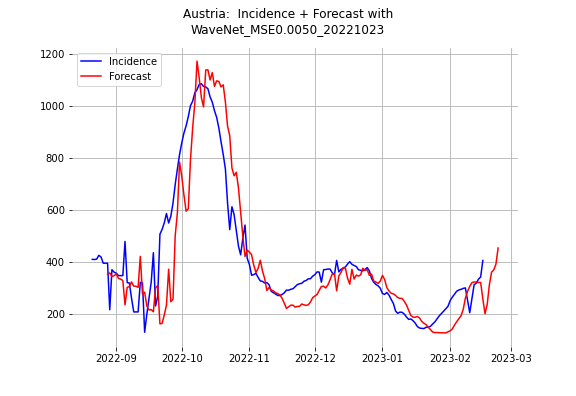 Austria:  Incidence + Forecast with
WaveNet_MSE0.0050_20221023
Incidence
Forecast
1200
1000
800
600
400
200
2022-09 2022-10 2022-11 2022-12 2023-01 2023-02 2023-03